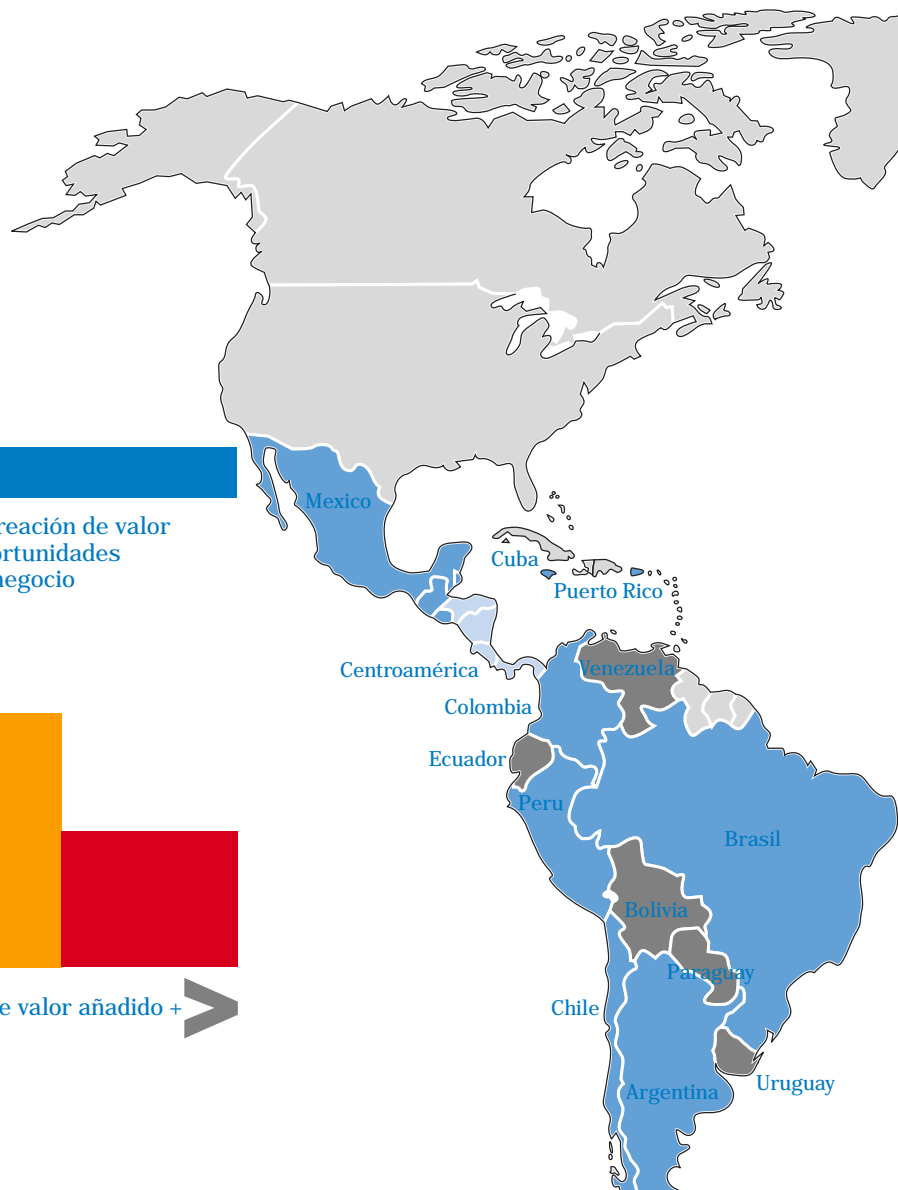 Mexico
reación de valor
ortunidades
negocio
Cuba
Puerto Rico
Centroamérica
Venezuela
Colombia
Ecuador
Peru
Brasil
Bolivia
Paraguay
e valor añadido +
Chile
Uruguay
Argentina